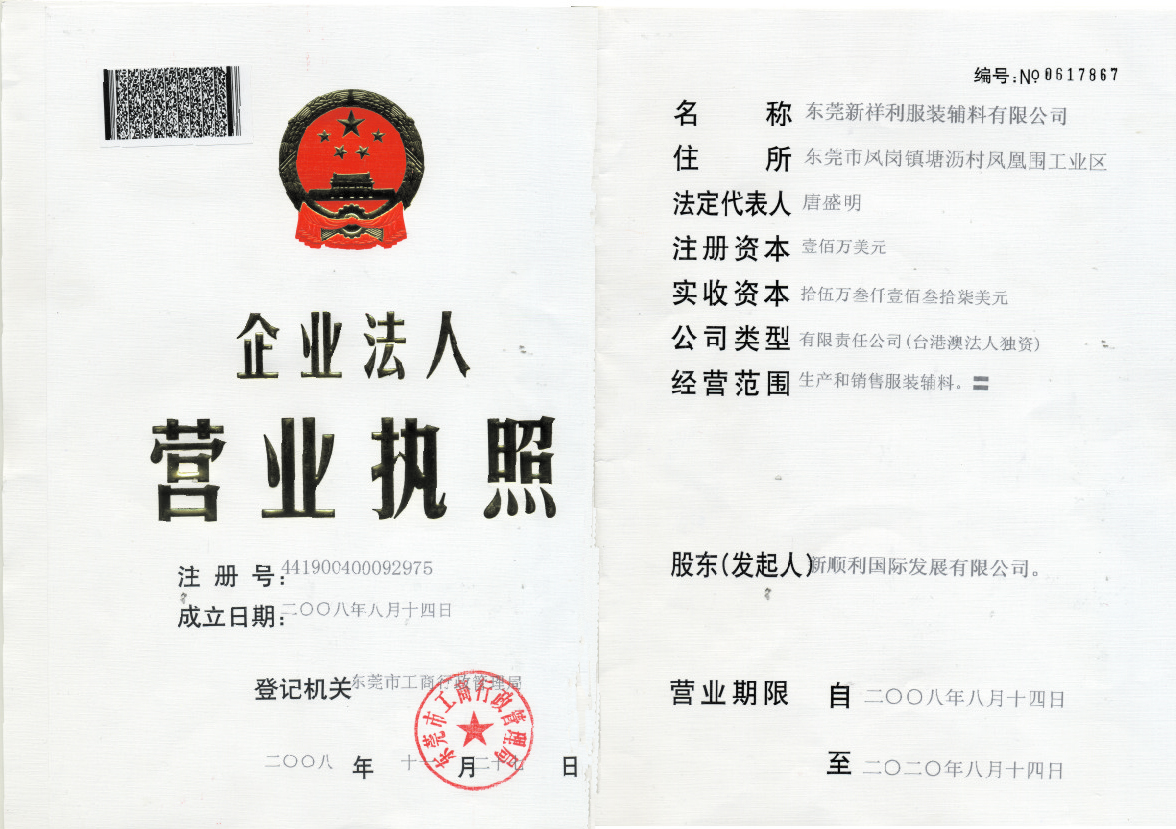 企业法人
营业执照
注册号:441900400092975
成立日期:二〇〇八年八月十四日
登记机关 东莞市工商行政管理局
东莞市工商行政管理局
二〇〇八 年 十一 月 二十七 日
编号:№0617867
名称 东莞新祥利服装辅料有限公司
住所 东莞市凤岗镇塘沥村凤凰围工业区
法定代表人 唐盛明
注册资本 壹佰万美元
实收资本 拾伍万叁仟壹佰叁拾柒美元
公司类型 有限责任公司(台港澳法人独资)
经营范围 生产和销售服装辅料。
股东(发起人) 新顺利国际发展有限公司。
营业期限 自 二〇〇八年八月十四日
至 二〇二〇年八月十四日